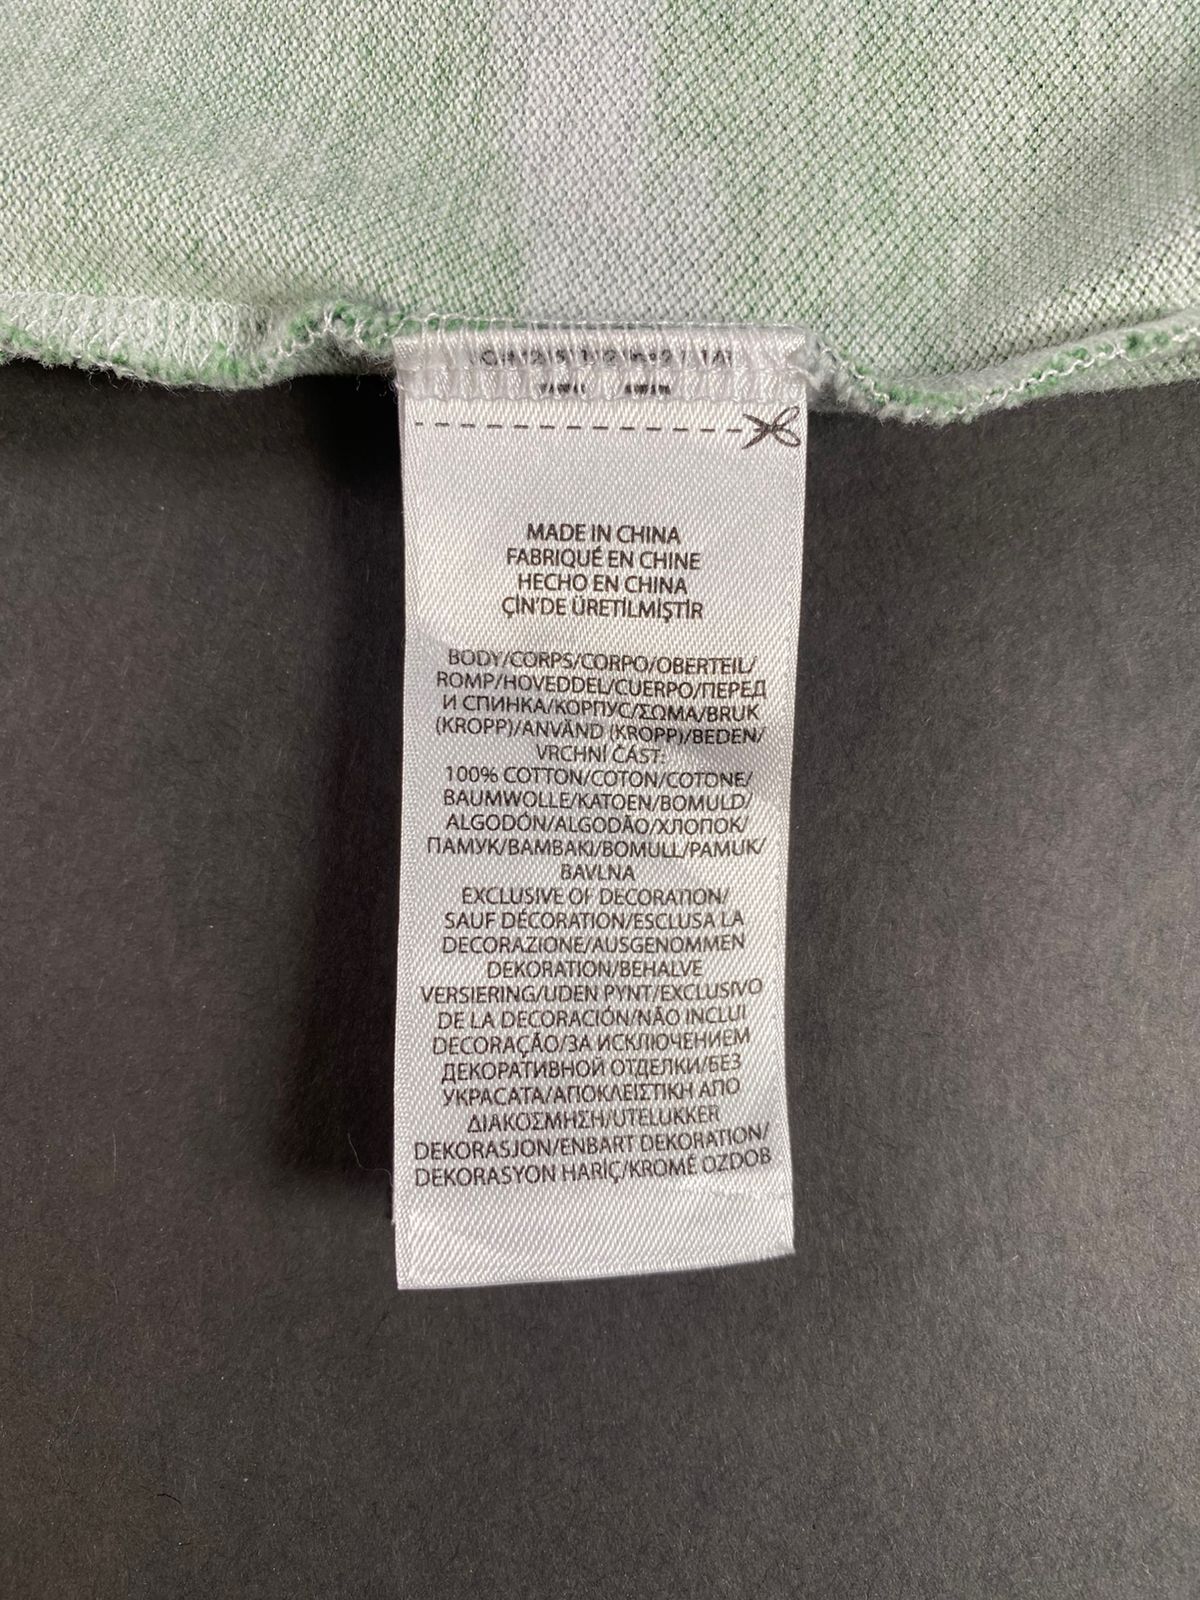 MADE IN CHINA
FABRIQUÉ EN CHINE
HECHO EN CHINA
ÇİN'DE ÜRETİLMİŞTİR
BODY/CORPS/CORPO/OBERTEIL/
ROMP/HOVEDDEL/CUERPO/ПЕРЕД
И СПИНКА/КОРПУС/ΣΩΜΑ/BRUK
(KROPP)/ANVÄND (KROPP)/BEDEN/
VRCHNÍ ČÁST:
100% COTTON/COTON/COTONE/
BAUMWOLLE/KATOEN/BOMULD/
ALGODÓN/ALGODÃO/ХЛОПОК/
ПАМУК/ΒΑΜΒΑΚΙ/BOMULL/PAMUK/
BAVLNA
EXCLUSIVE OF DECORATION/
SAUF DÉCORATION/ESCLUSA LA
DECORAZIONE/AUSGENOMMEN
DEKORATION/BEHALVE
VERSIERING/UDEN PYNT/EXCLUSIVO
DE LA DECORACIÓN/NÃO INCLUI
DECORAÇÃO/ЗА ИСКЛЮЧЕНИЕМ
ДЕКОРАТИВНОЙ ОТДЕЛКИ/БЕЗ
УКРАСАТА/ΑΠΟΚΛΕΙΣΤΙΚΗ ΑΠΟ
ΔΙΑΚΟΣΜΗΣΗ/UTELUKKER
DEKORASJON/ENBART DEKORATION/
DEKORASYON HARİÇ/KROMĚ OZDOB